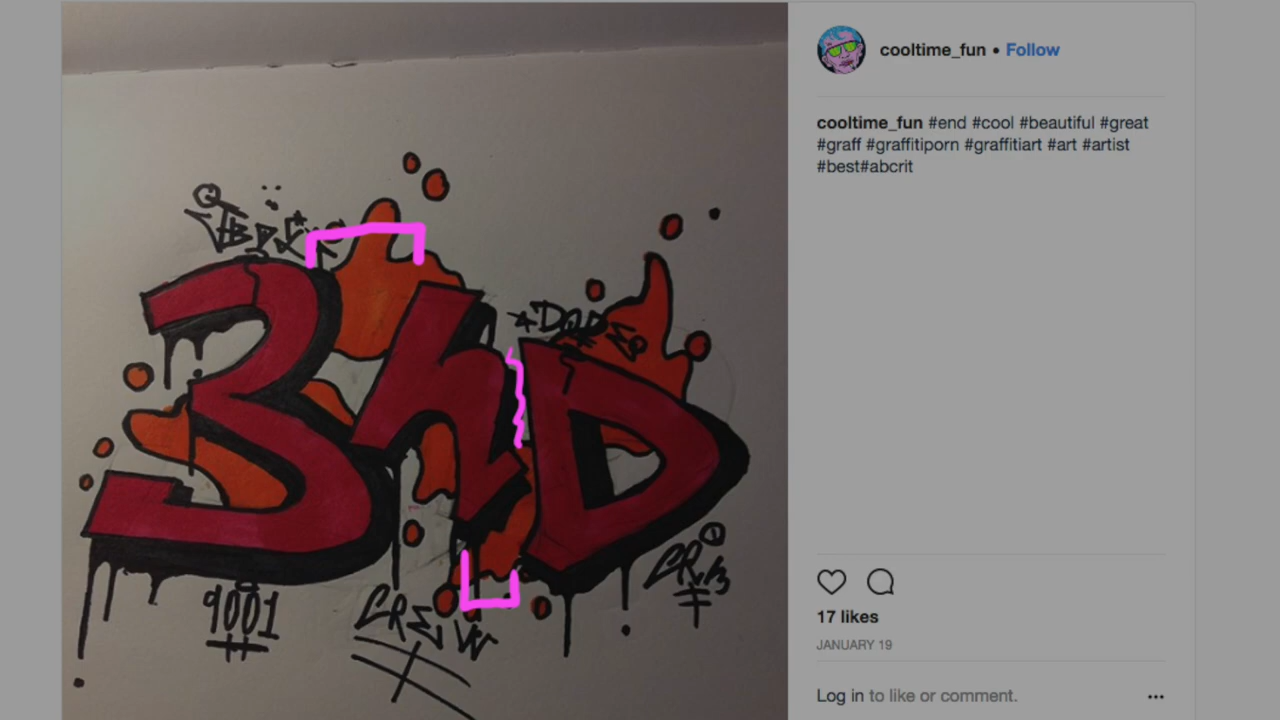 cooltime_fun • Follow
cooltime_fun #end #cool #beautiful #great
#graff #graffitiporn #graffitiart #art #artist
#best#abcrit
3nD
9001
CREW
17 likes
JANUARY 19
Log in to like or comment.